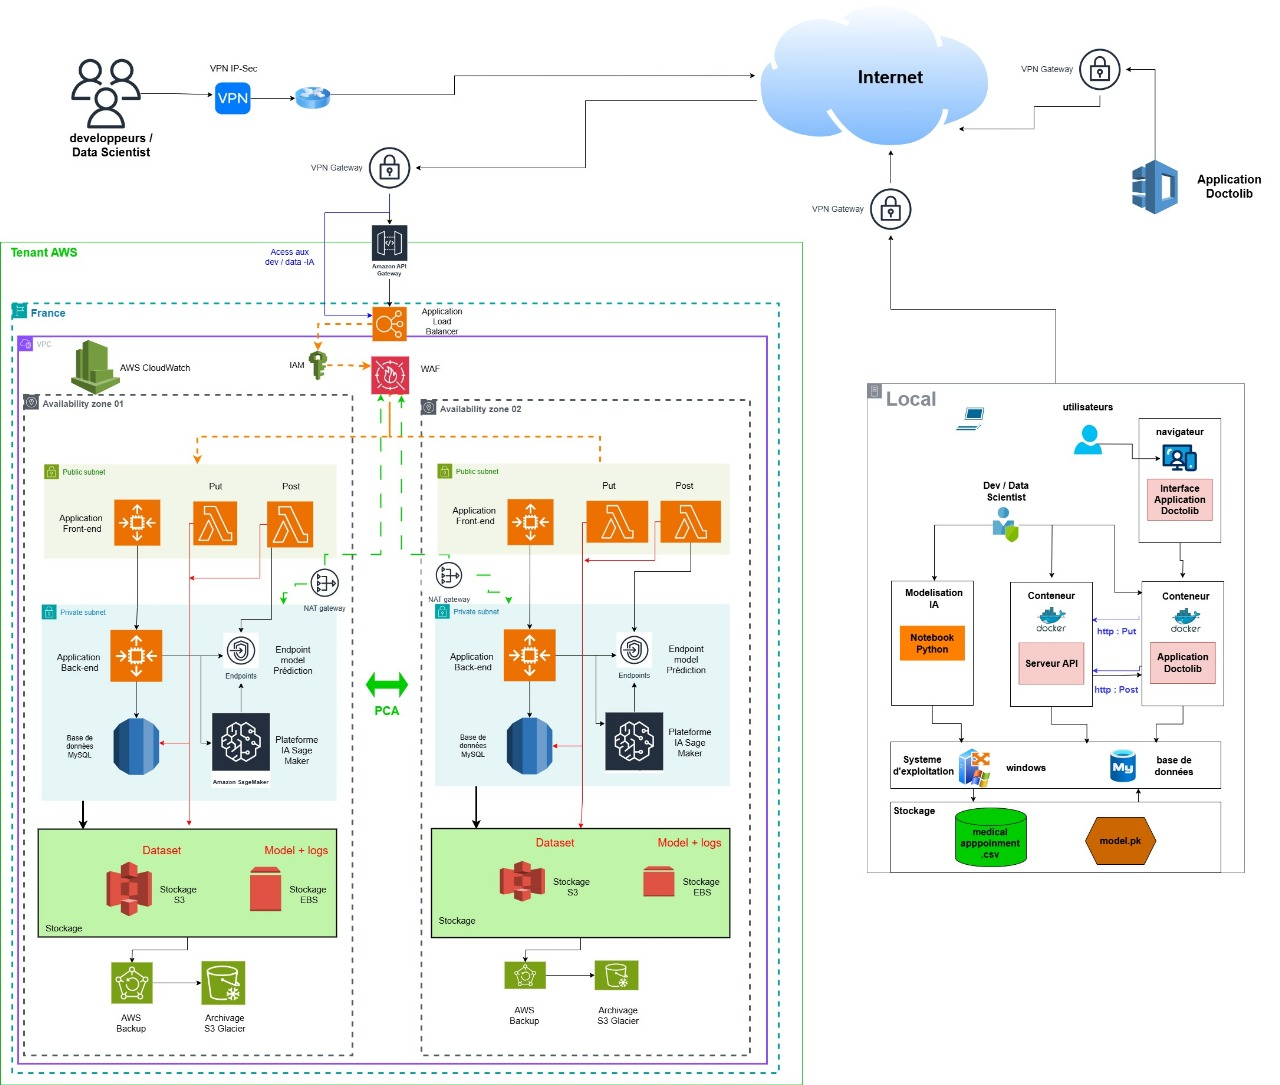 VPN IP-Sec
VPN
developpeurs /
Data Scientist
Internet
VPN Gateway
Application
Doctolib
VPN Gateway
VPN Gateway
Tenant AWS
Acess aux
dev / data -IA
Amazon API
Gateway
France
Application
Load
Balancer
VPC
AWS CloudWatch
IAM
WAF
Availability zone 01
Public subnet
Put
Post
Application
Front-end
NAT gateway
Private subnet
Application
Back-end
Endpoints
Endpoint
model
Prédiction
Base de
données
MySQL
Amazon SageMaker
Plateforme
IA Sage
Maker
Dataset
Model + logs
Stockage
S3
Stockage
EBS
Stockage
AWS
Backup
Archivage
S3 Glacier
PCA
Availability zone 02
Public subnet
Put
Post
Application
Front-end
NAT gateway
Private subnet
Application
Back-end
Endpoints
Endpoint
model
Prédiction
Base de
données
MySQL
Plateforme
IA Sage
Maker
Dataset
Model + logs
Stockage
S3
Stockage
EBS
Stockage
AWS
Backup
Archivage
S3 Glacier
Local
utilisateurs
navigateur
Interface
Application
Doctolib
Dev / Data
Scientist
Modelisation
IA
Notebook
Python
Conteneur
docker
Serveur API
http : Put
http : Post
Conteneur
docker
Application
Doctolib
Systeme
d'exploitation
windows
My
base de
données
Stockage
medical
apppoinment
.csv
model.pk